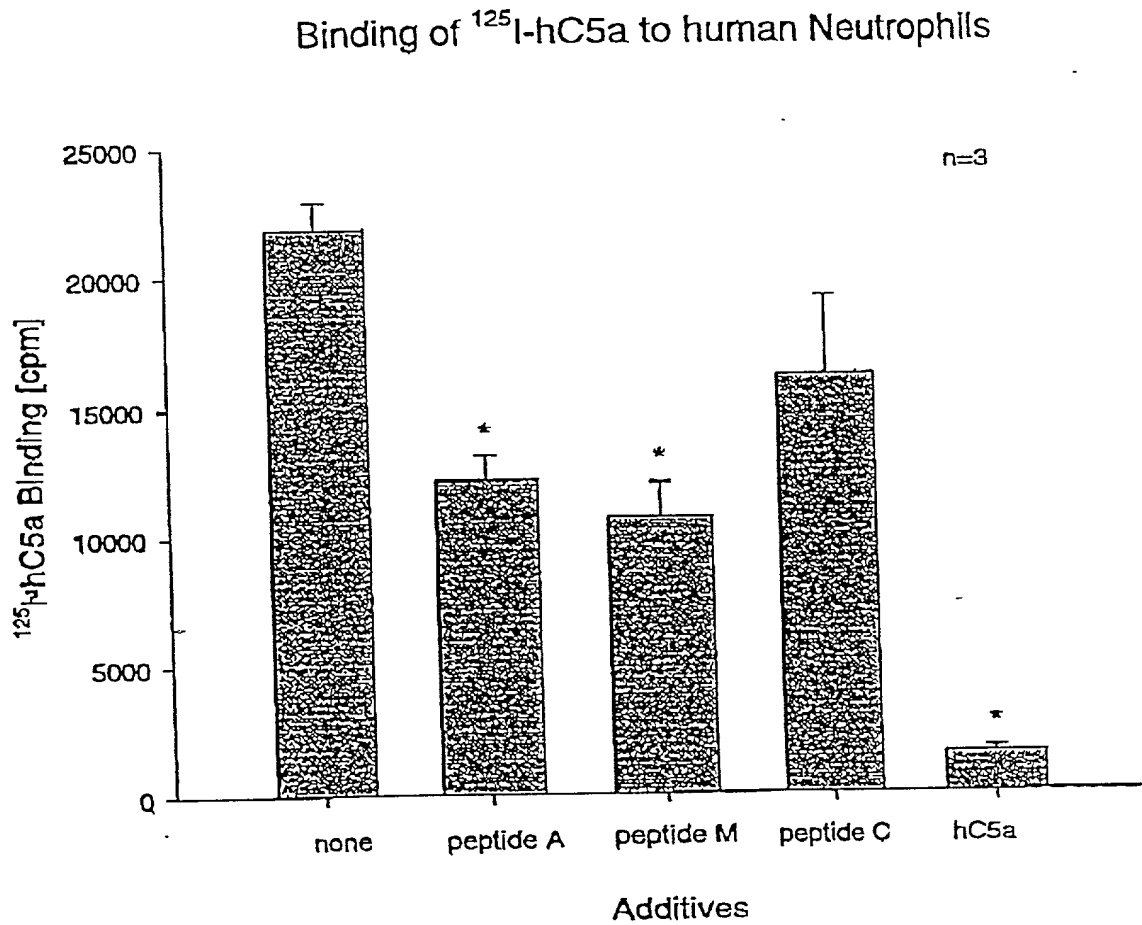 Binding of ¹²⁵I-hC5a to human Neutrophils
n=3
25000
20000
15000
10000
5000
0
¹²⁵I-hC5a Binding [cpm]
*
*
*
none
peptide A
peptide M
peptide C
hC5a
Additives